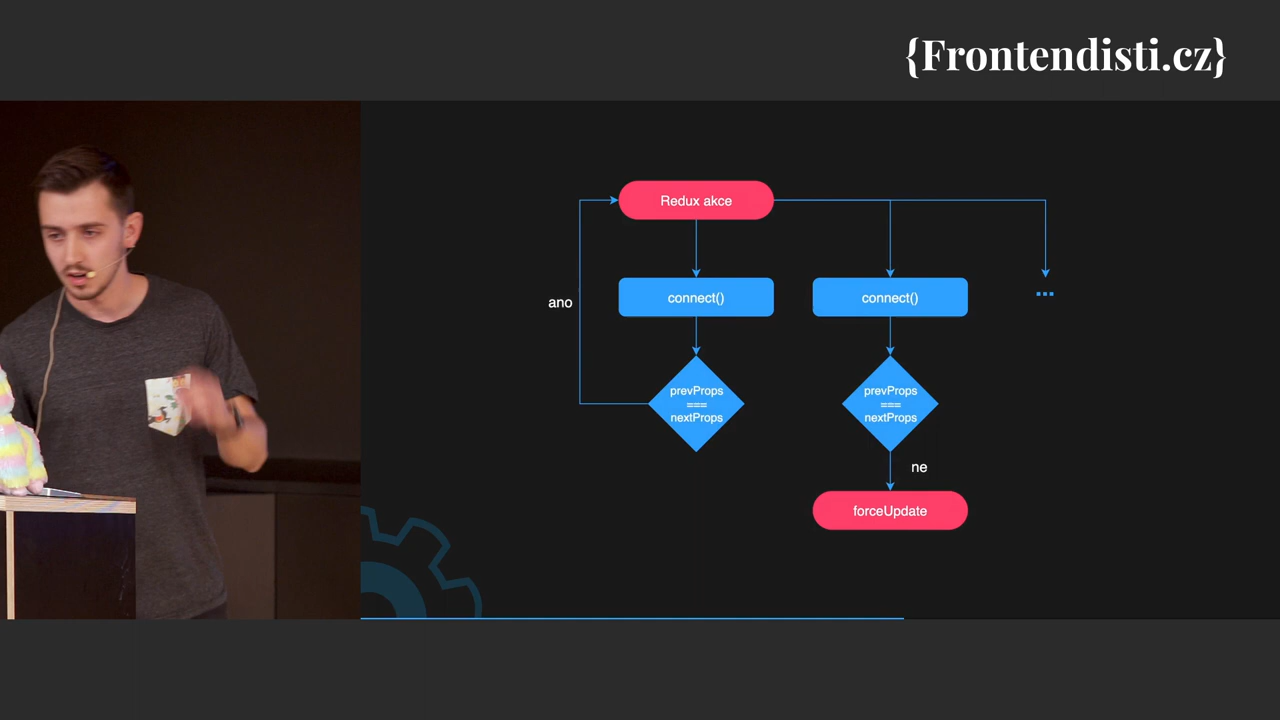 {Frontendisti.cz}
Redux akce
ano
connect()
connect()
...
prevProps
===
nextProps
prevProps
===
nextProps
ne
forceUpdate